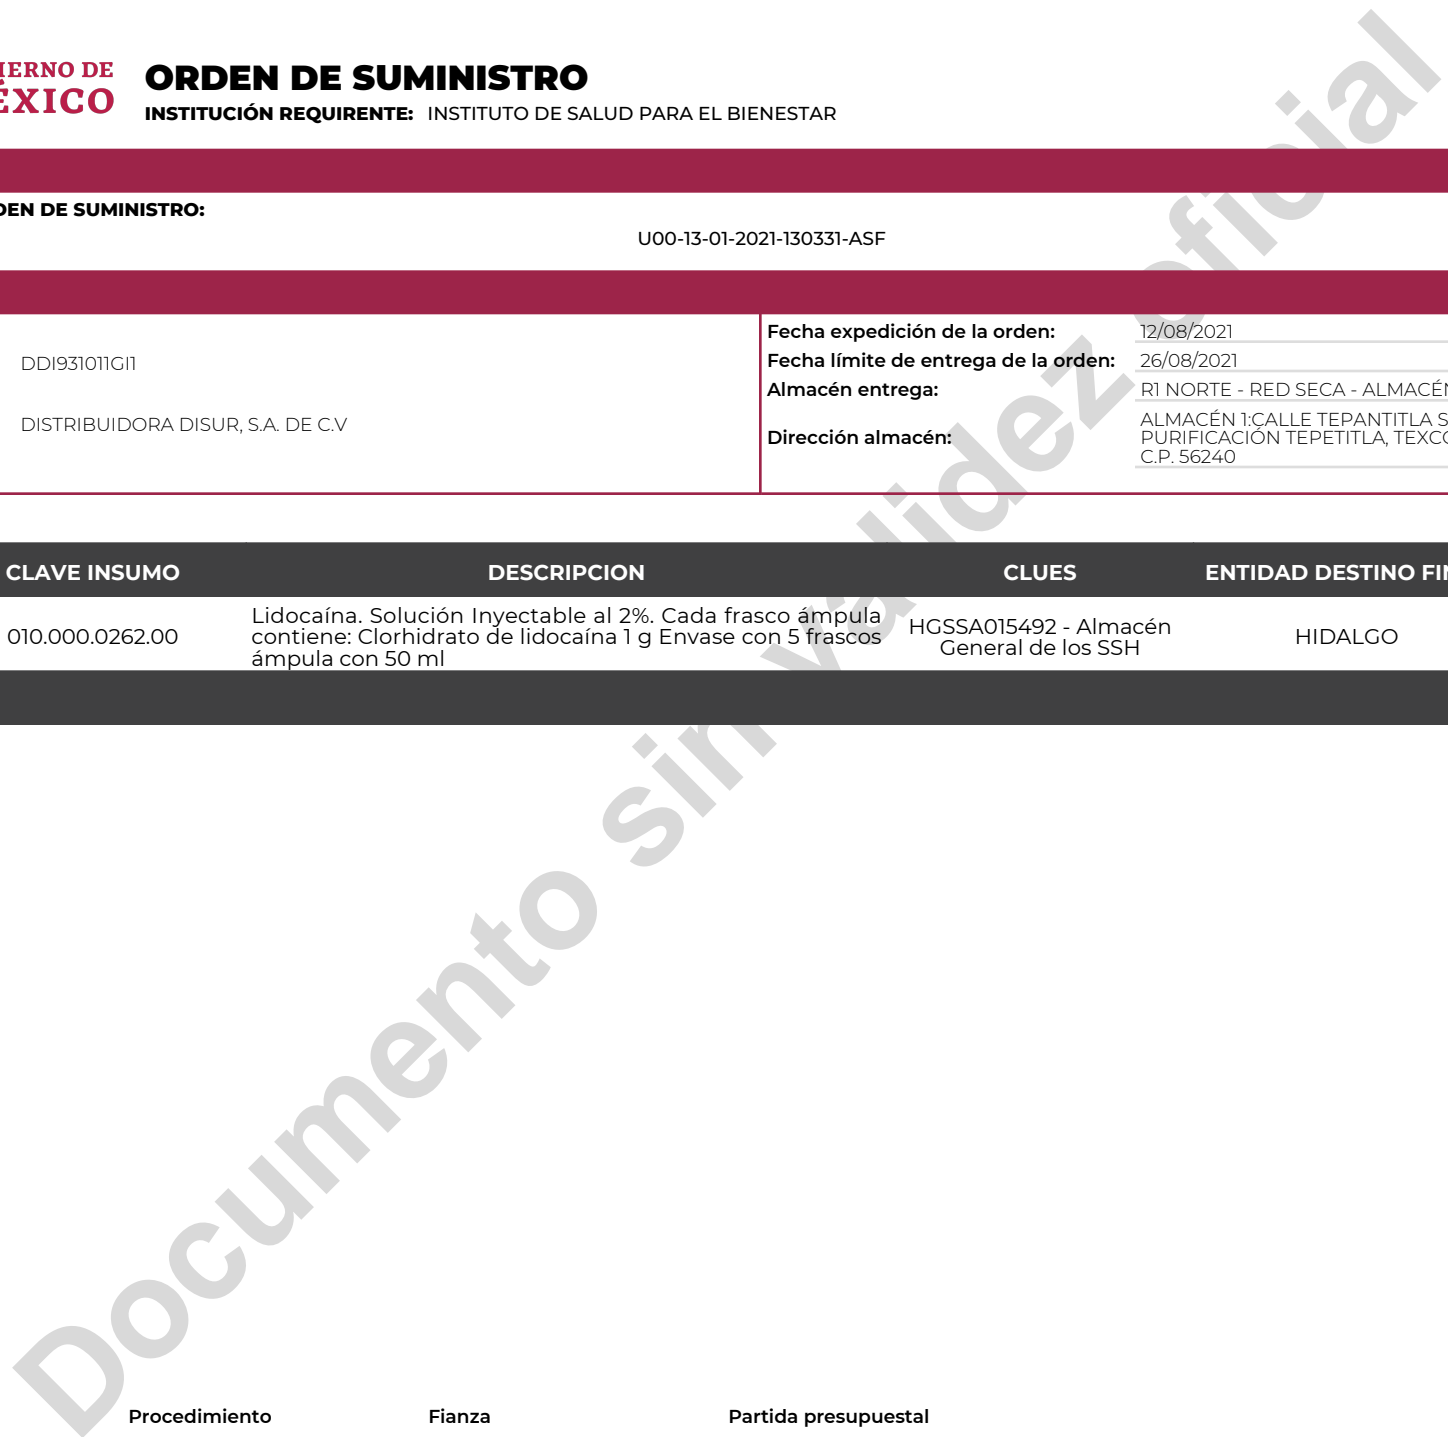 IERNO DE
ÉXICO
ORDEN DE SUMINISTRO
INSTITUCIÓN REQUIRENTE: INSTITUTO DE SALUD PARA EL BIENESTAR
DEN DE SUMINISTRO:
U00-13-01-2021-130331-ASF
DDI931011GI1
DISTRIBUIDORA DISUR, S.A. DE C.V
Fecha expedición de la orden: 12/08/2021
Fecha límite de entrega de la orden: 26/08/2021
Almacén entrega: R1 NORTE - RED SECA - ALMACÉN
Dirección almacén: ALMACÉN 1:CALLE TEPANTITLA S
PURIFICACIÓN TEPETITLA, TEXCO
C.P. 56240
CLAVE INSUMO DESCRIPCION CLUES ENTIDAD DESTINO FIN
010.000.0262.00
Lidocaína. Solución Inyectable al 2%. Cada frasco ámpula
contiene: Clorhidrato de lidocaína 1 g Envase con 5 frascos
ámpula con 50 ml
HGSSA015492 - Almacén
General de los SSH
HIDALGO
Documento sin validez oficial
Procedimiento Fianza Partida presupuestal